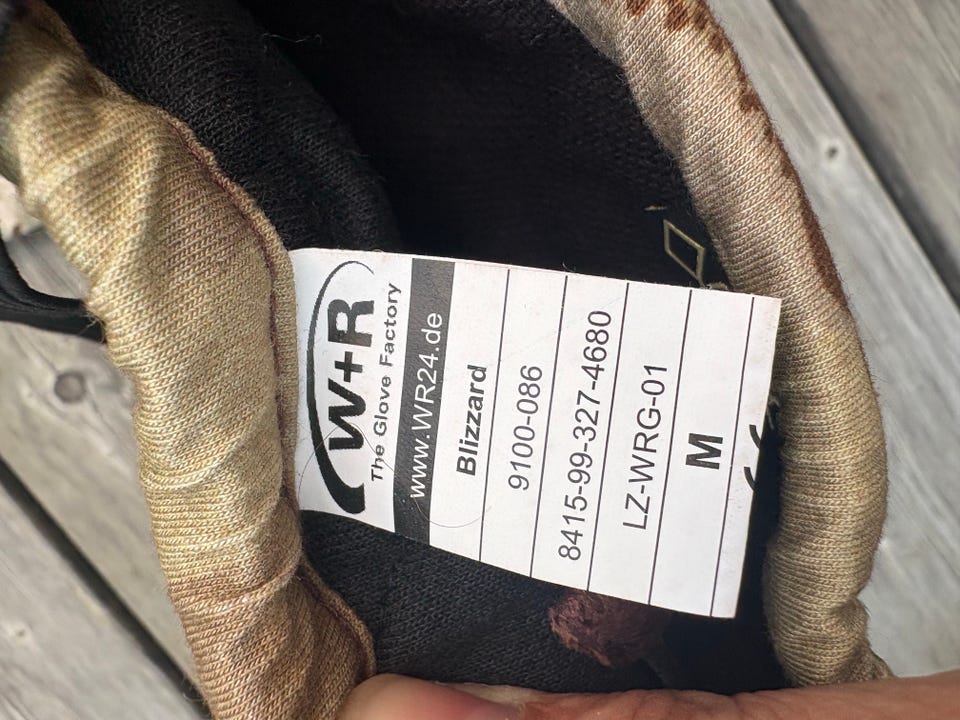 W+R
The Glove Factory
www.WR24.de
Blizzard
9100-086
8415-99-327-4680
LZ-WRG-01
M